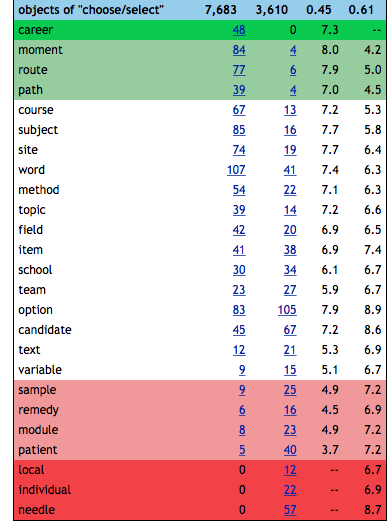 objects of "choose/select" 7,683 3,610 0.45 0.61
career 48 0 7.3 --
moment 84 4 8.0 4.2
route 77 6 7.9 5.0
path 39 4 7.0 4.5
course 67 13 7.2 5.3
subject 85 16 7.7 5.8
site 74 19 7.7 6.4
word 107 41 7.4 6.3
method 54 22 7.1 6.3
topic 39 14 7.2 6.6
field 42 20 6.9 6.5
item 41 38 6.9 7.4
school 30 34 6.1 6.7
team 23 27 5.9 6.7
option 83 105 7.9 8.9
candidate 45 67 7.2 8.6
text 12 21 5.3 6.9
variable 9 15 5.1 6.7
sample 9 25 4.9 7.2
remedy 6 16 4.5 6.9
module 8 23 4.9 7.2
patient 5 40 3.7 7.2
local 0 12 -- 6.7
individual 0 22 -- 6.9
needle 0 57 -- 8.7